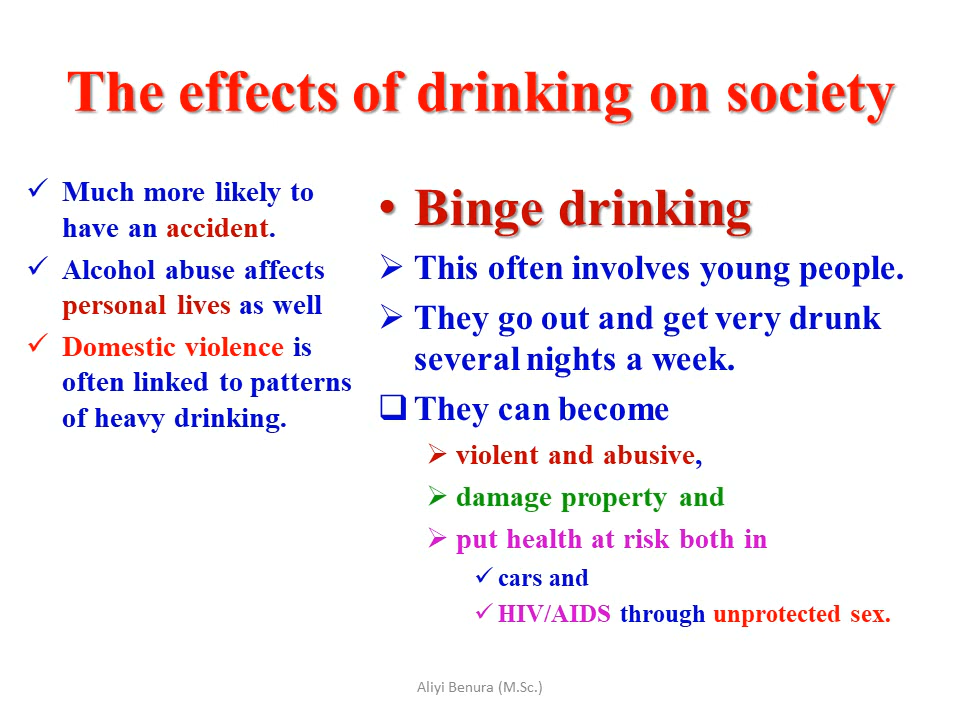 The effects of drinking on society
✓ Much more likely to
have an accident.
✓ Alcohol abuse affects
personal lives as well
✓ Domestic violence is
often linked to patterns
of heavy drinking.
• Binge drinking
➢ This often involves young people.
➢ They go out and get very drunk
several nights a week.
❑ They can become
➢ violent and abusive,
➢ damage property and
➢ put health at risk both in
✓ cars and
✓ HIV/AIDS through unprotected sex.
Aliyi Benura (M.Sc.)